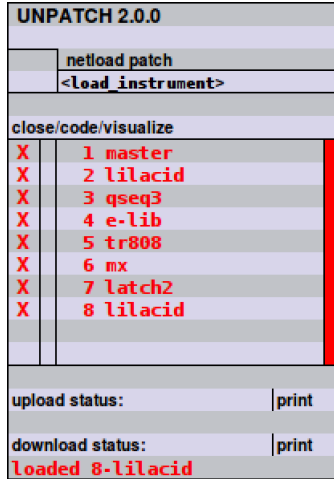 UNPATCH 2.0.0
netload patch
<load_instrument>
close/code/visualize
X 1 master
X 2 lilacid
X 3 qseq3
X 4 e-lib
X 5 tr808
X 6 mx
X 7 latch2
X 8 lilacid
upload status: print
download status: print
loaded 8-lilacid